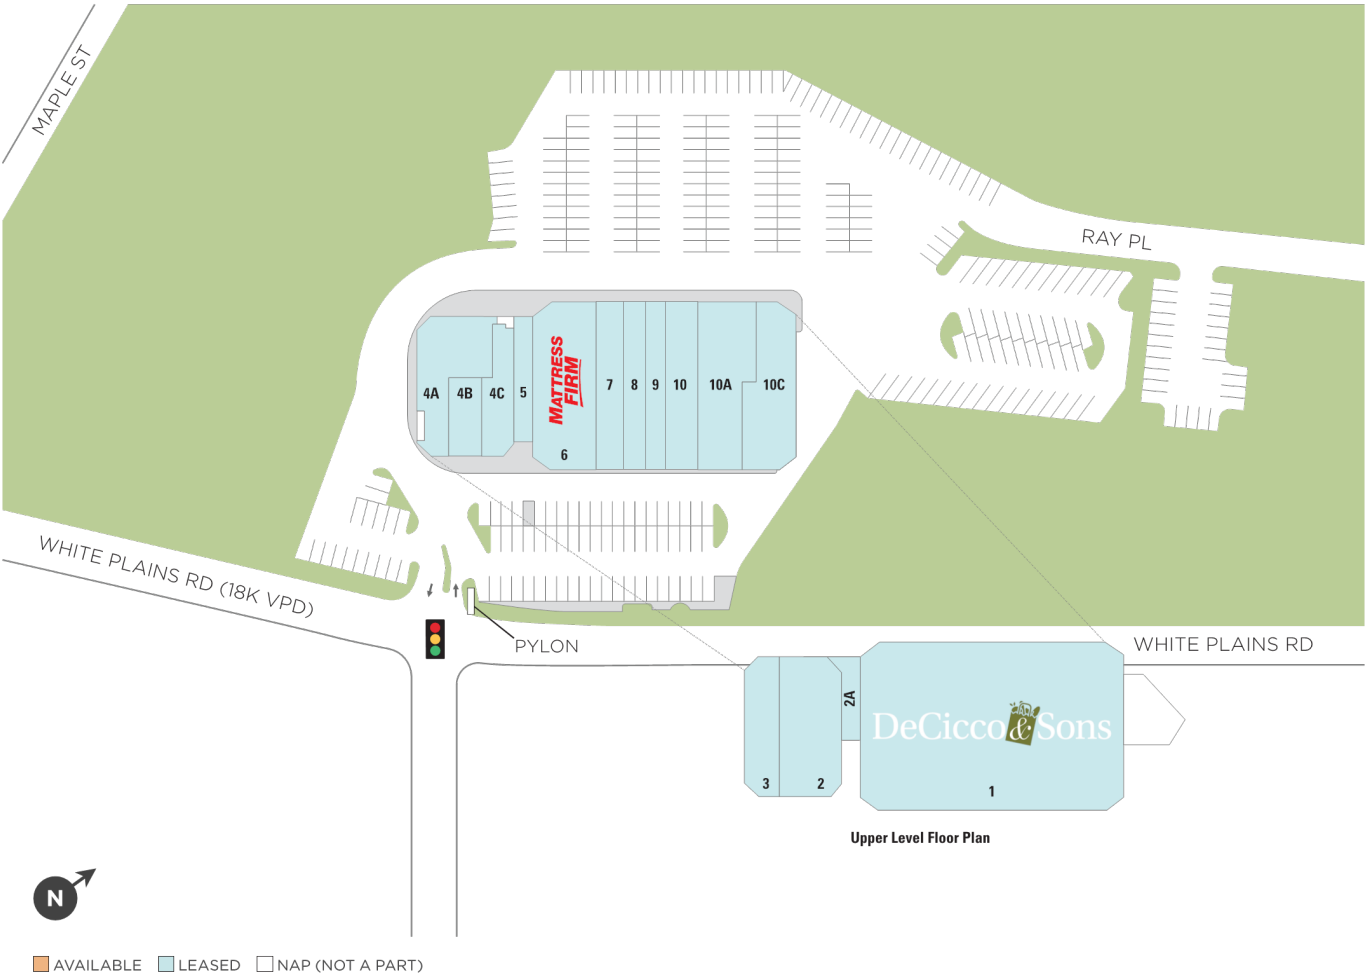 MAPLE ST
RAY PL
MATTRESS
FIRM
4A
4B
4C
5
6
7
8
9
10
10A
10C
WHITE PLAINS RD (18K VPD)
PYLON
WHITE PLAINS RD
2A
DeCicco & Sons
3
2
1
Upper Level Floor Plan
N
AVAILABLE
LEASED
NAP (NOT A PART)